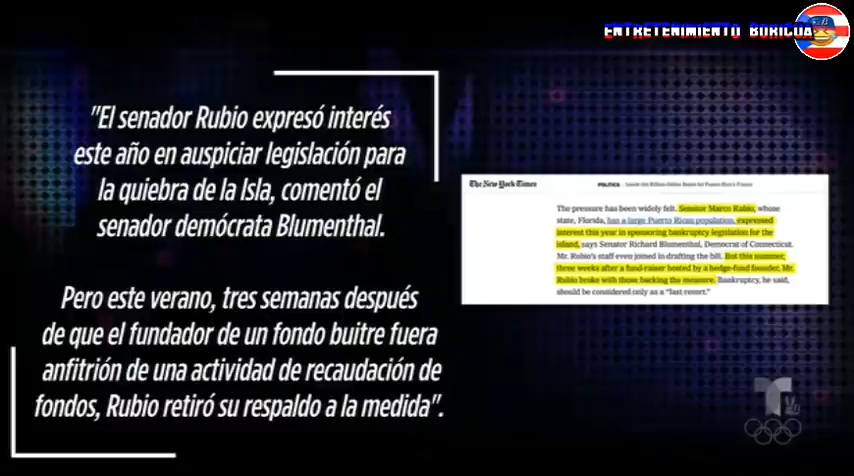 ENTRETENIMIENTO BORICUA
"El senador Rubio expresó interés
este año en auspiciar legislación para
la quiebra de la Isla, comentó el
senador demócrata Blumenthal.
Pero este verano, tres semanas después
de que el fundador de un fondo buitre fuera
anfitrión de una actividad de recaudación de
fondos, Rubio retiró su respaldo a la medida".
The New York Times
POLITICS
The pressure has been widely felt. Senator Marco Rubio, whose
state, Florida, has a large Puerto Rican population, expressed
interest this year in sponsoring bankruptcy legislation for the
island, says Senator Richard Blumenthal, Democrat of Connecticut.
Mr. Rubio's staff even joined in drafting the bill. But this summer,
three weeks after a fund-raiser hosted by a hedge-fund founder, Mr.
Rubio broke with those backing the measure. Bankruptcy, he said,
should be considered only as a "last resort."